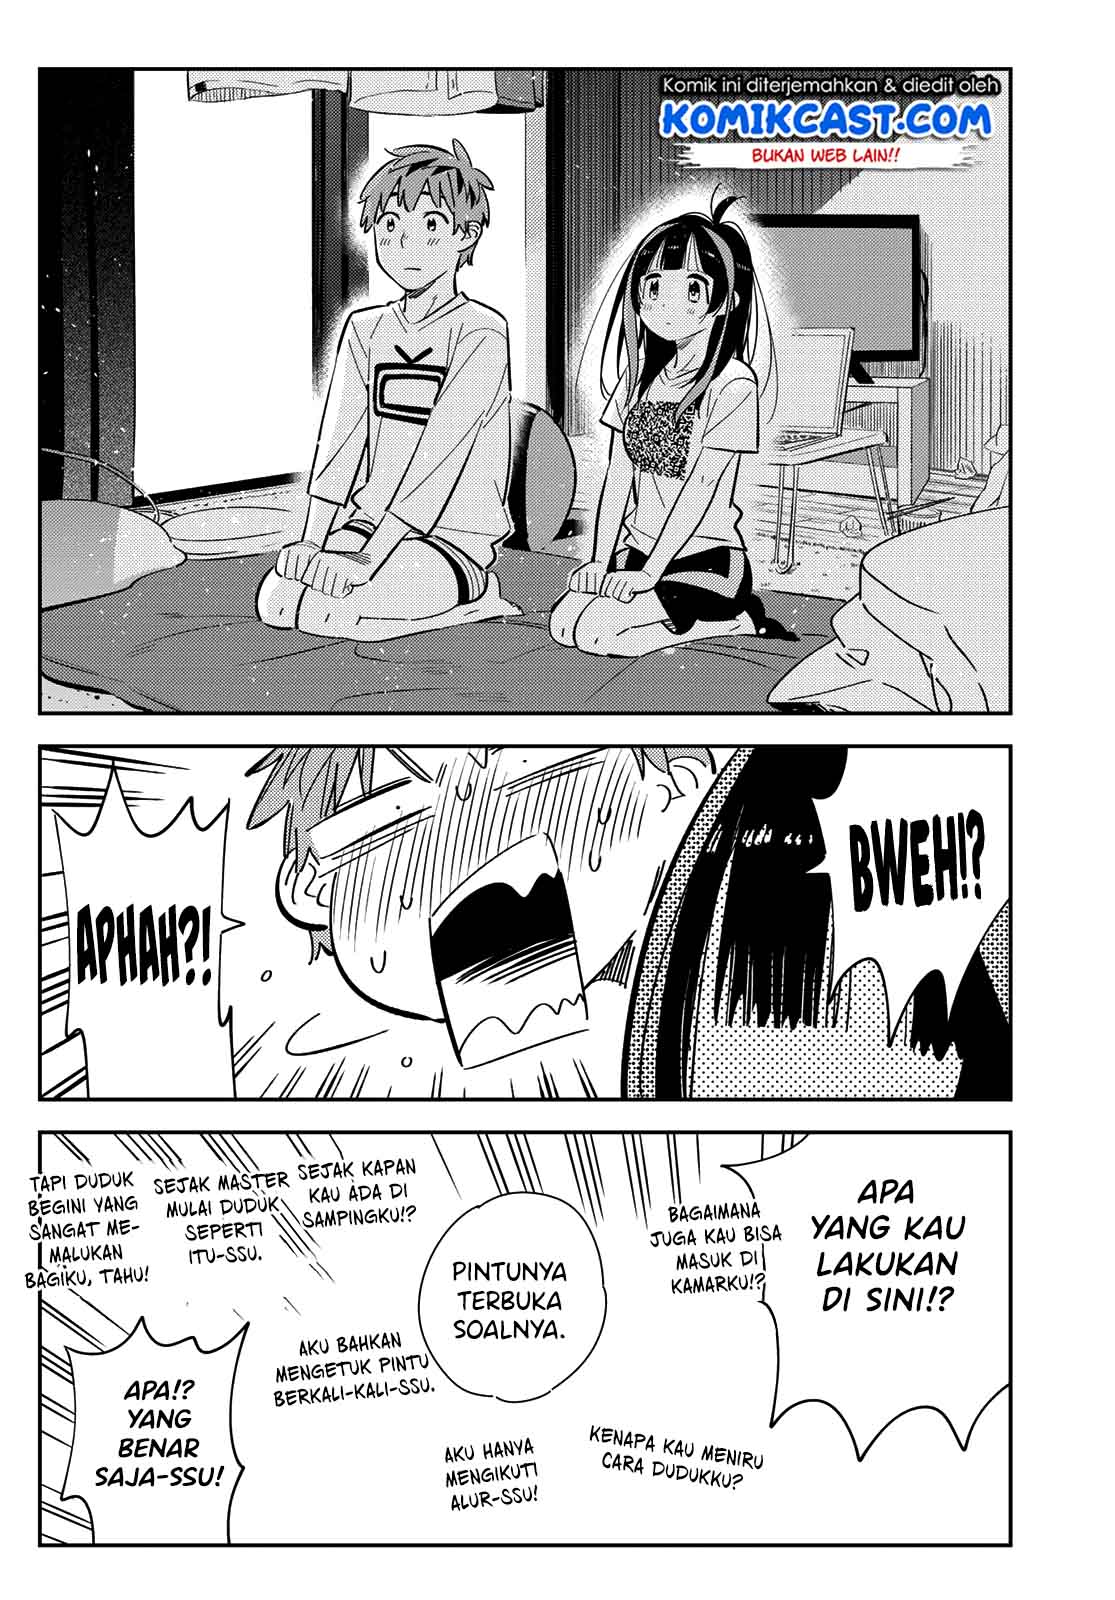 Komik ini diterjemahkan & diedit oleh
KOMIKCAST.COM
BUKAN WEB LAIN!!
BWEH!?
APHAH?!
APA
YANG KAU
LAKUKAN
DI SINI!?
BAGAIMANA
JUGA KAU BISA
MASUK DI
KAMARKU!?
PINTUNYA
TERBUKA
SOALNYA.
KENAPA KAU MENIRU
CARA DUDUKKU?
AKU HANYA
MENGIKUTI
ALUR-SSU!
SEJAK KAPAN
KAU ADA DI
SAMPINGKU!?
AKU BAHKAN
MENGETUK PINTU
BERKALI-KALI-SSU.
SEJAK MASTER
MULAI DUDUK
SEPERTI
ITU-SSU.
TAPI DUDUK
BEGINI YANG
SANGAT ME-
MALUKAN
BAGIKU, TAHU!
APA!?
YANG
BENAR
SAJA-SSU!